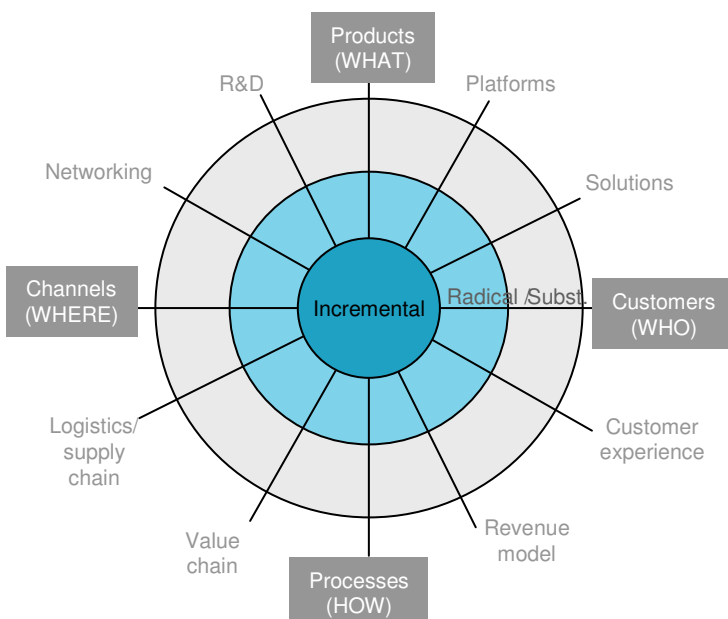 Products
(WHAT)
R&D
Platforms
Networking
Solutions
Channels
(WHERE)
Incremental
Radical /Subst.
Customers
(WHO)
Logistics/
supply
chain
Customer
experience
Value
chain
Revenue
model
Processes
(HOW)